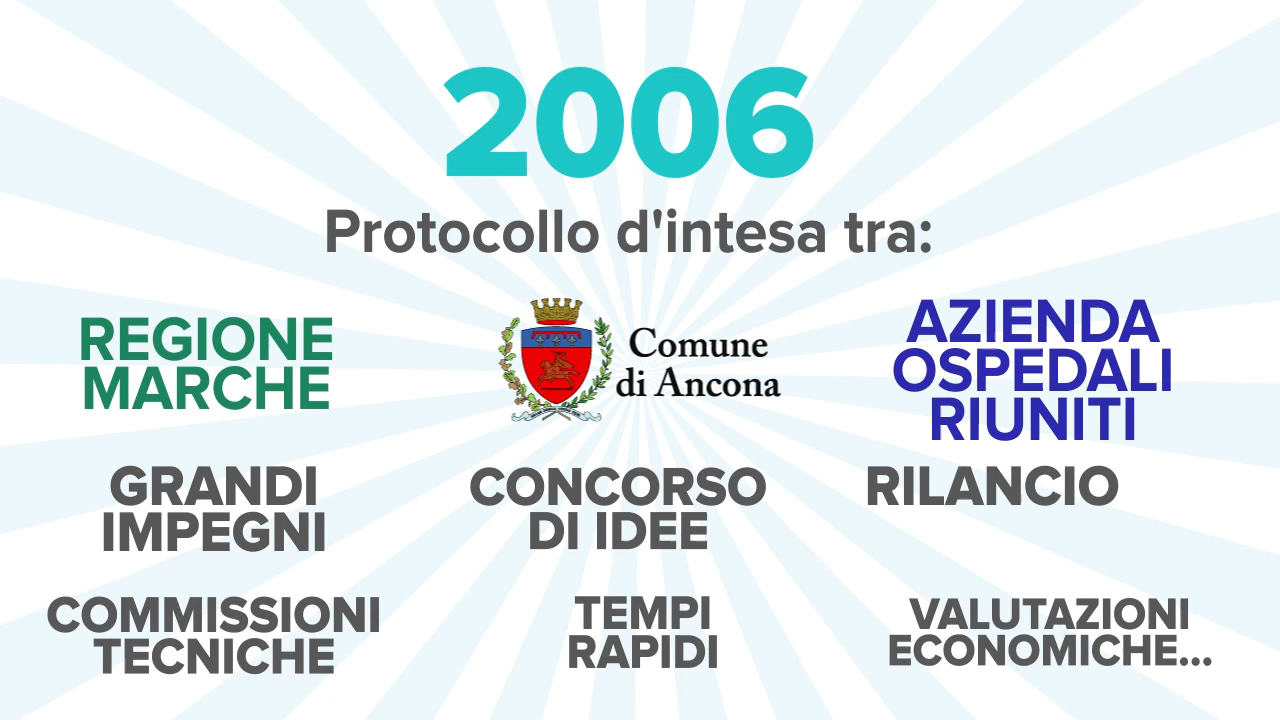 2006
Protocollo d'intesa tra:
REGIONE
MARCHE
Comune
di Ancona
AZIENDA
OSPEDALI
RIUNITI
GRANDI
IMPEGNI
CONCORSO
DI IDEE
RILANCIO
COMMISSIONI
TECNICHE
TEMPI
RAPIDI
VALUTAZIONI
ECONOMICHE...